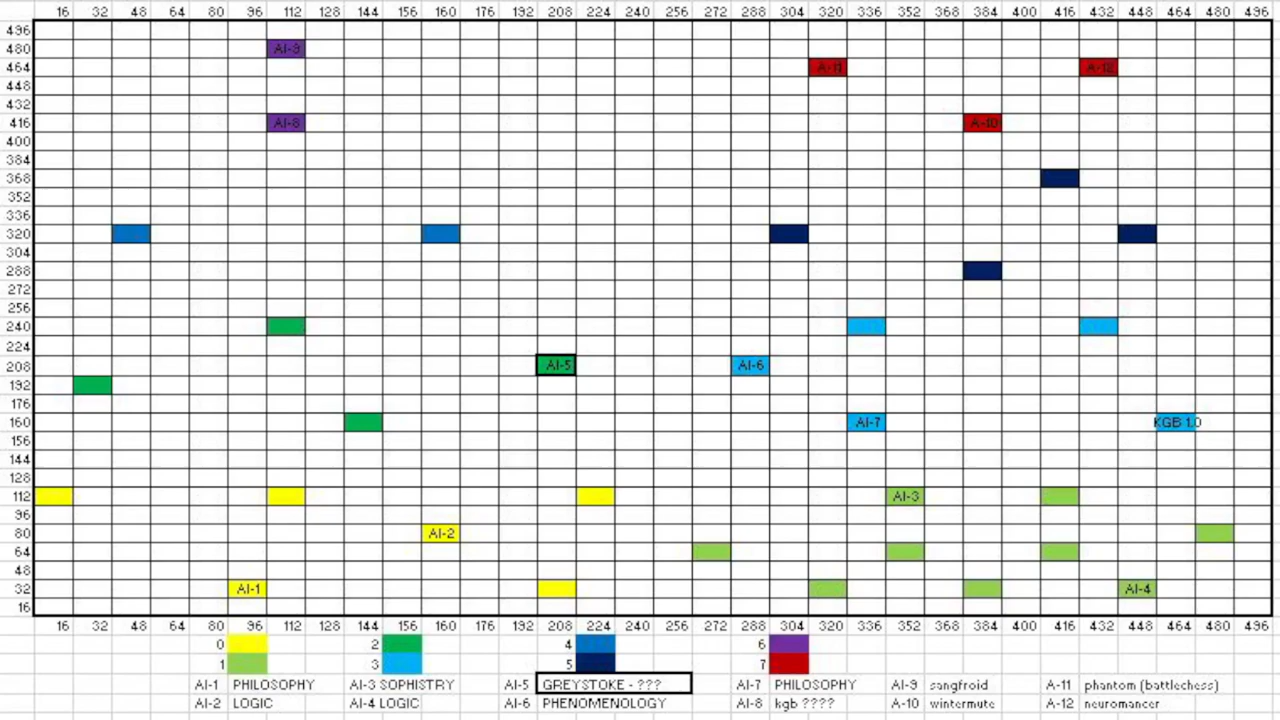 16 32 48 64 80 96 112 144 156 160 176 192 208 224 240 256 272 288 304 320 336 352 368 384 400 416 432 448 464 480 496
496
480 AI-9
464 A-11 A-12
448
432
416 AI-8 A-10
400
384
368
352
336
320
304
288
272
256
240
224
208 AI-5 AI-6
192
176
160 AI-7 KGB 1.0
156
144
128
112 AI-3
96
80 AI-2
64
48
32 AI-1 AI-4
16
16 32 48 64 80 96 112 128 144 156 160 176 192 208 224 240 256 272 288 304 320 336 352 368 384 400 416 432 448 464 480 496
0 2 4 6
1 3 5 7
AI-1 PHILOSOPHY AI-3 SOPHISTRY AI-5 GREYSTOKE - ??? AI-7 PHILOSOPHY AI-9 sangfroid A-11 phantom (battlechess)
AI-2 LOGIC AI-4 LOGIC AI-6 PHENOMENOLOGY AI-8 kgb ???? A-10 wintermute A-12 neuromancer